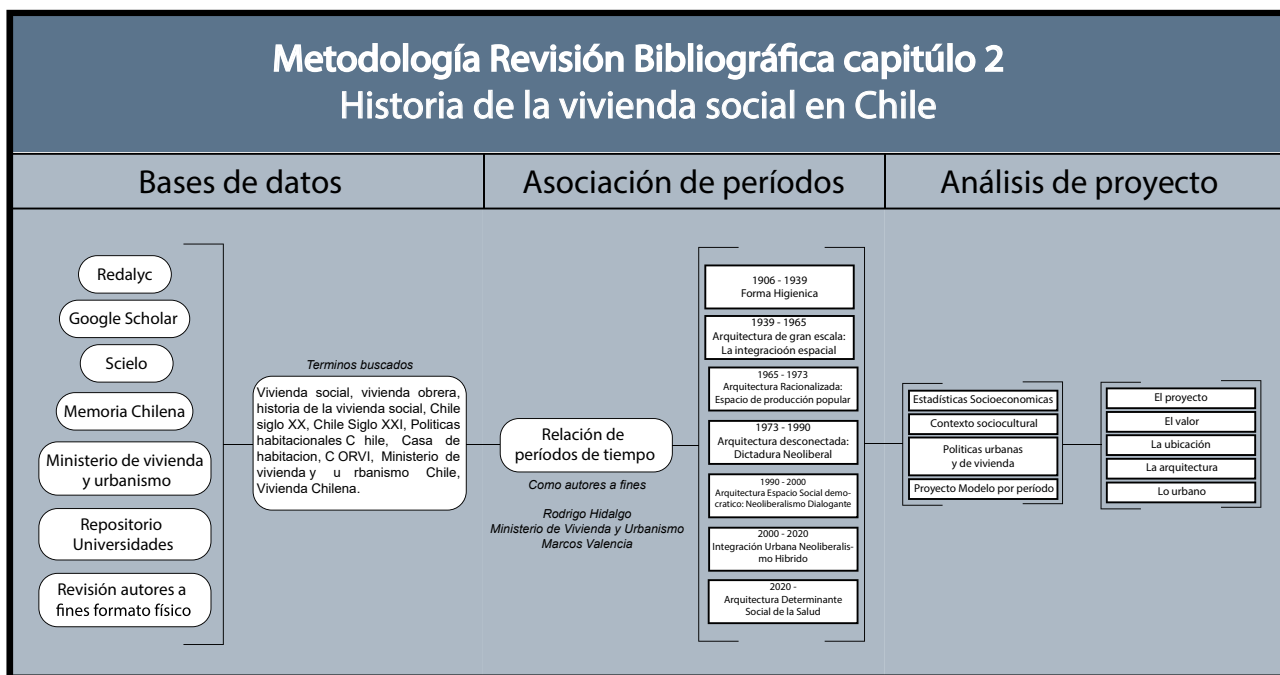 Metodología Revisión Bibliográfica capitúlo 2
Historia de la vivienda social en Chile
Bases de datos
Asociación de períodos
Análisis de proyecto
Redalyc
Google Scholar
Scielo
Memoria Chilena
Ministerio de vivienda
y urbanismo
Repositorio
Universidades
Revisión autores a
fines formato físico
Terminos buscados
Vivienda social, vivienda obrera,
historia de la vivienda social, Chile
siglo XX, Chile Siglo XXI, Politicas
habitacionales C hile, Casa de
habitacion, C ORVI, Ministerio de
vivienda y u rbanismo Chile,
Vivienda Chilena.
Relación de
períodos de tiempo
Como autores a fines
Rodrigo Hidalgo
Ministerio de Vivienda y Urbanismo
Marcos Valencia
1906 - 1939
Forma Higienica
1939 - 1965
Arquitectura de gran escala:
La integracioón espacial
1965 - 1973
Arquitectura Racionalizada:
Espacio de producción popular
1973 - 1990
Arquitectura desconectada:
Dictadura Neoliberal
1990 - 2000
Arquitectura Espacio Social demo-
cratico: Neoliberalismo Dialogante
2000 - 2020
Integración Urbana Neoliberalis-
mo Hibrido
2020 -
Arquitectura Determinante
Social de la Salud
Estadísticas Socioeconomicas
Contexto sociocultural
Politicas urbanas
y de vivienda
Proyecto Modelo por período
El proyecto
El valor
La ubicación
La arquitectura
Lo urbano